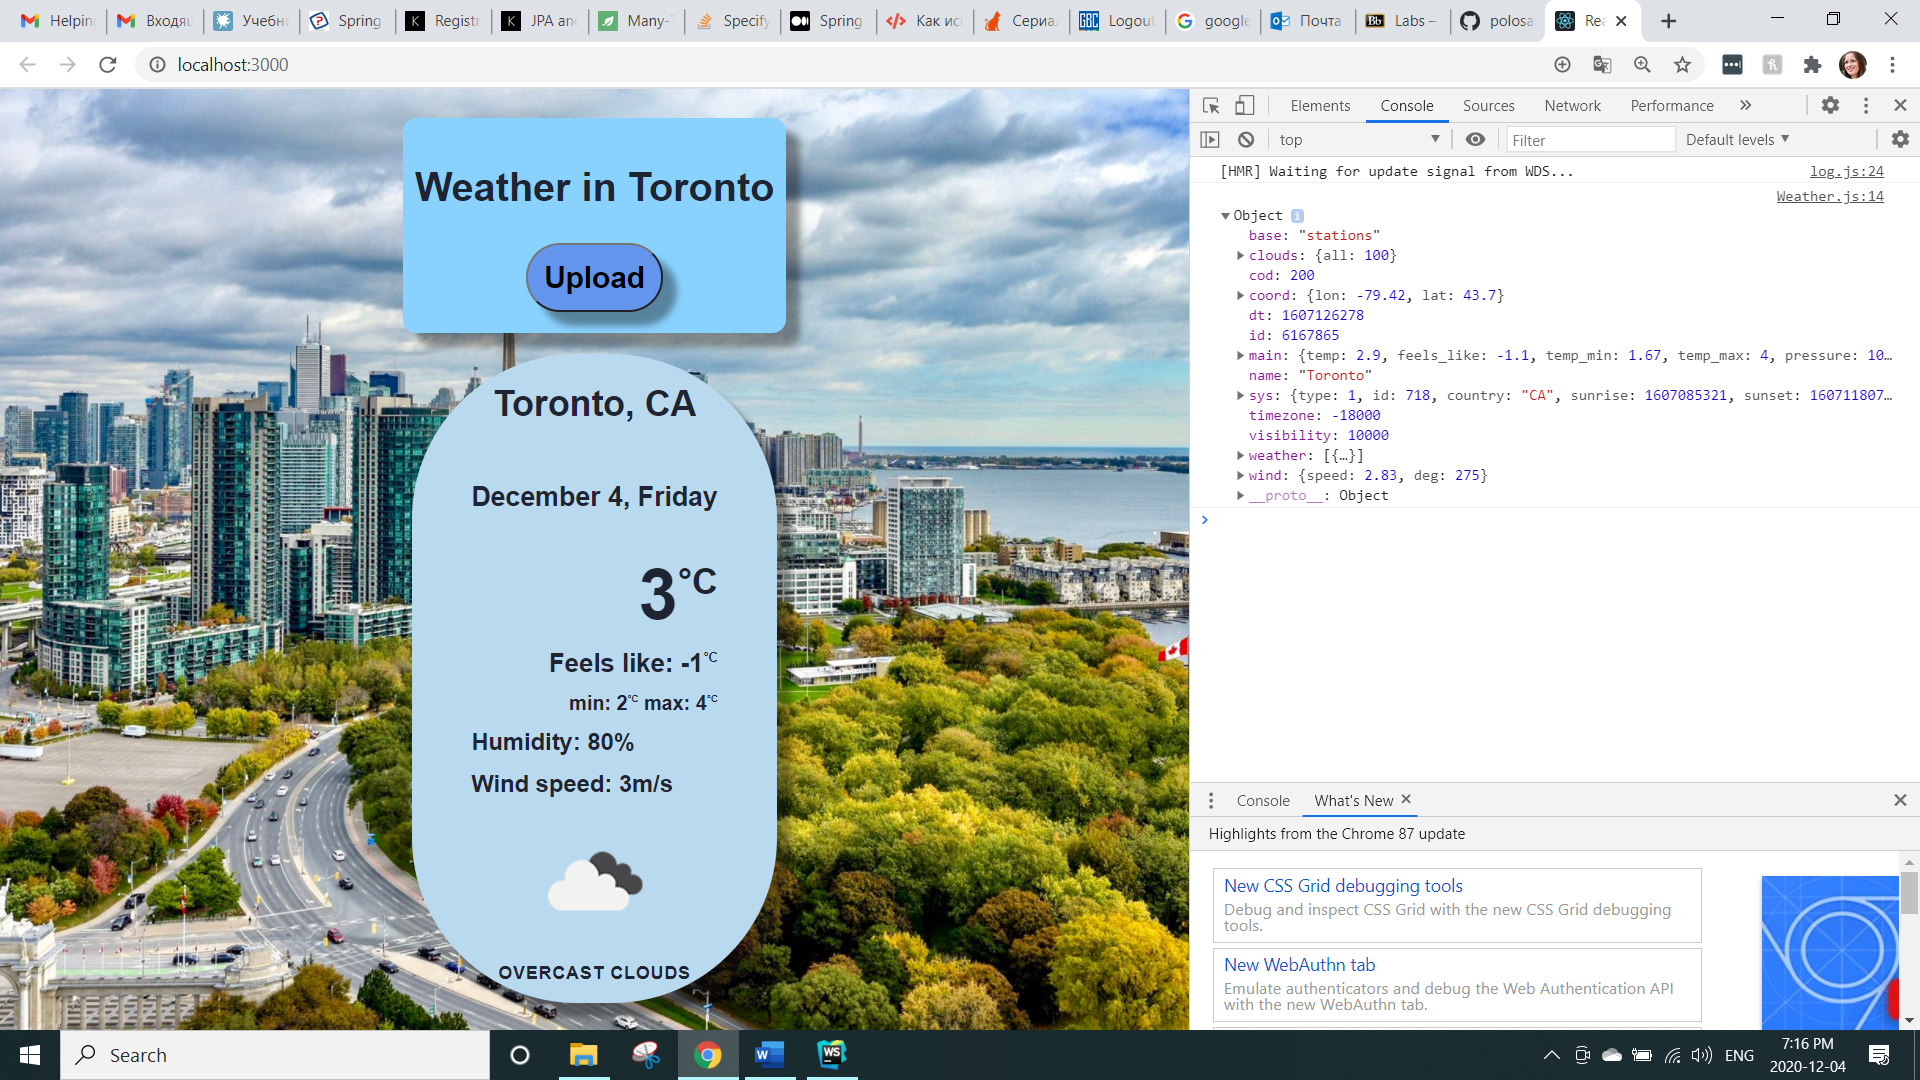 Helping
Входящ
Учебни
Spring
Registr
JPA and
Many-T
Specify
Spring
Как исп
Сериал
Logout
google
Почта
Labs –
polosa
Rea
localhost:3000
Weather in Toronto
Upload
Toronto, CA
December 4, Friday
3°C
Feels like: -1°C
min: 2°C max: 4°C
Humidity: 80%
Wind speed: 3m/s
OVERCAST CLOUDS
Elements Console Sources Network Performance »
top Filter Default levels
[HMR] Waiting for update signal from WDS... log.js:24
Weather.js:14
Object i
base: "stations"
clouds: {all: 100}
cod: 200
coord: {lon: -79.42, lat: 43.7}
dt: 1607126278
id: 6167865
main: {temp: 2.9, feels_like: -1.1, temp_min: 1.67, temp_max: 4, pressure: 10…
name: "Toronto"
sys: {type: 1, id: 718, country: "CA", sunrise: 1607085321, sunset: 160711807…
timezone: -18000
visibility: 10000
weather: [{…}]
wind: {speed: 2.83, deg: 275}
__proto__: Object
Console What's New
Highlights from the Chrome 87 update
New CSS Grid debugging tools
Debug and inspect CSS Grid with the new CSS Grid debugging
tools.
New WebAuthn tab
Emulate authenticators and debug the Web Authentication API
with the new WebAuthn tab.
Search
ENG
7:16 PM
2020-12-04